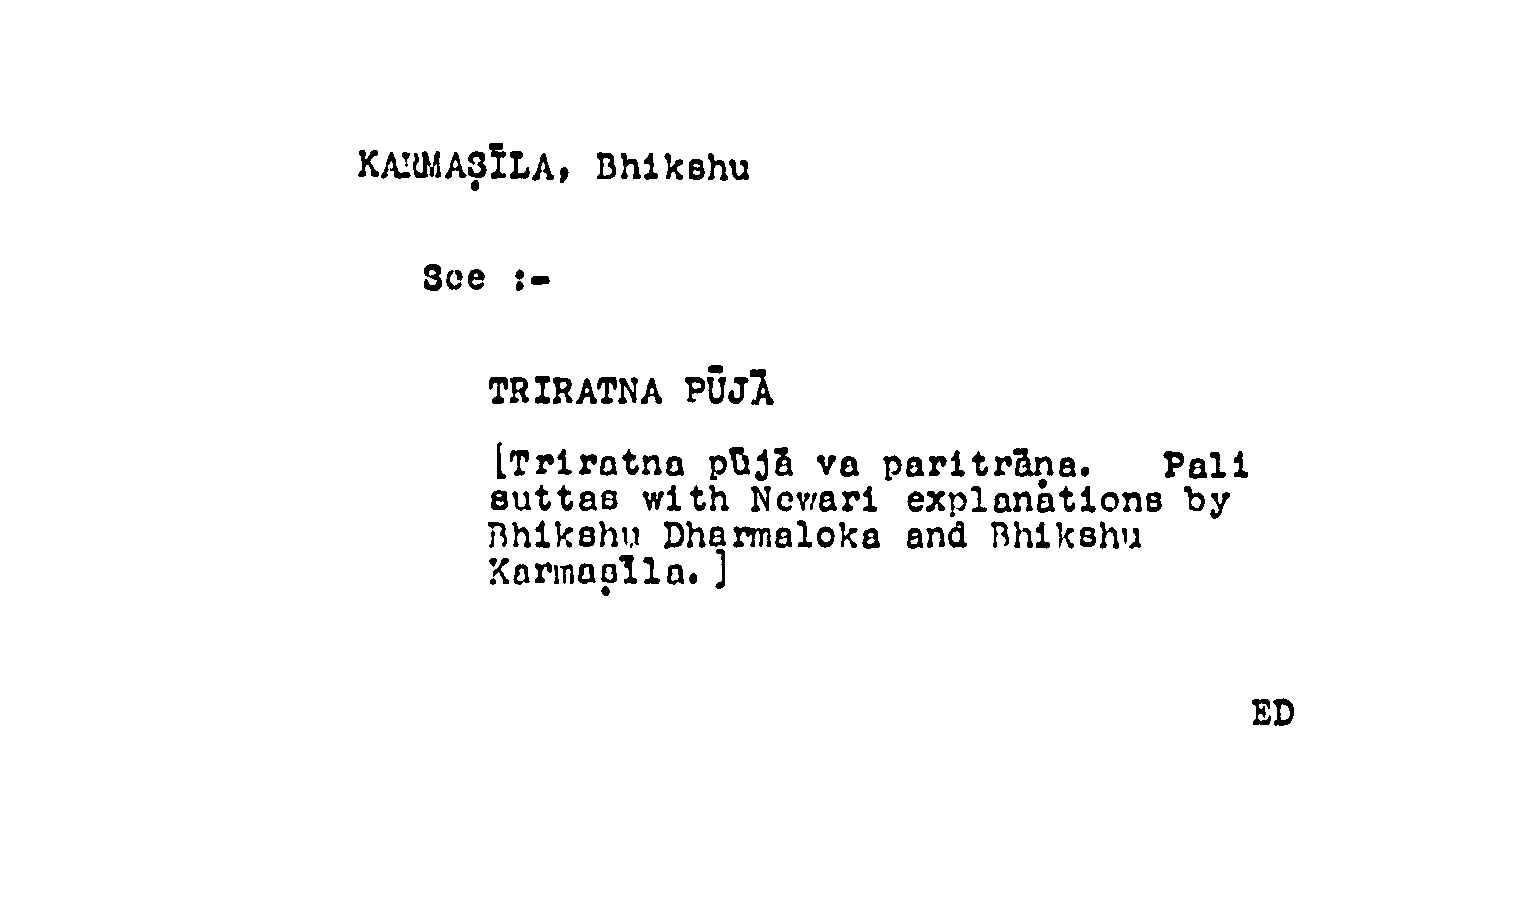 KARMAṢĪLA, Bhikshu
See :-
TRIRATNA PŪJĀ
[Triratna pūjā va paritrāṇa. Pali
suttas with Newari explanations by
Bhikshu Dharmaloka and Bhikshu
Karmaṣīla.]
ED